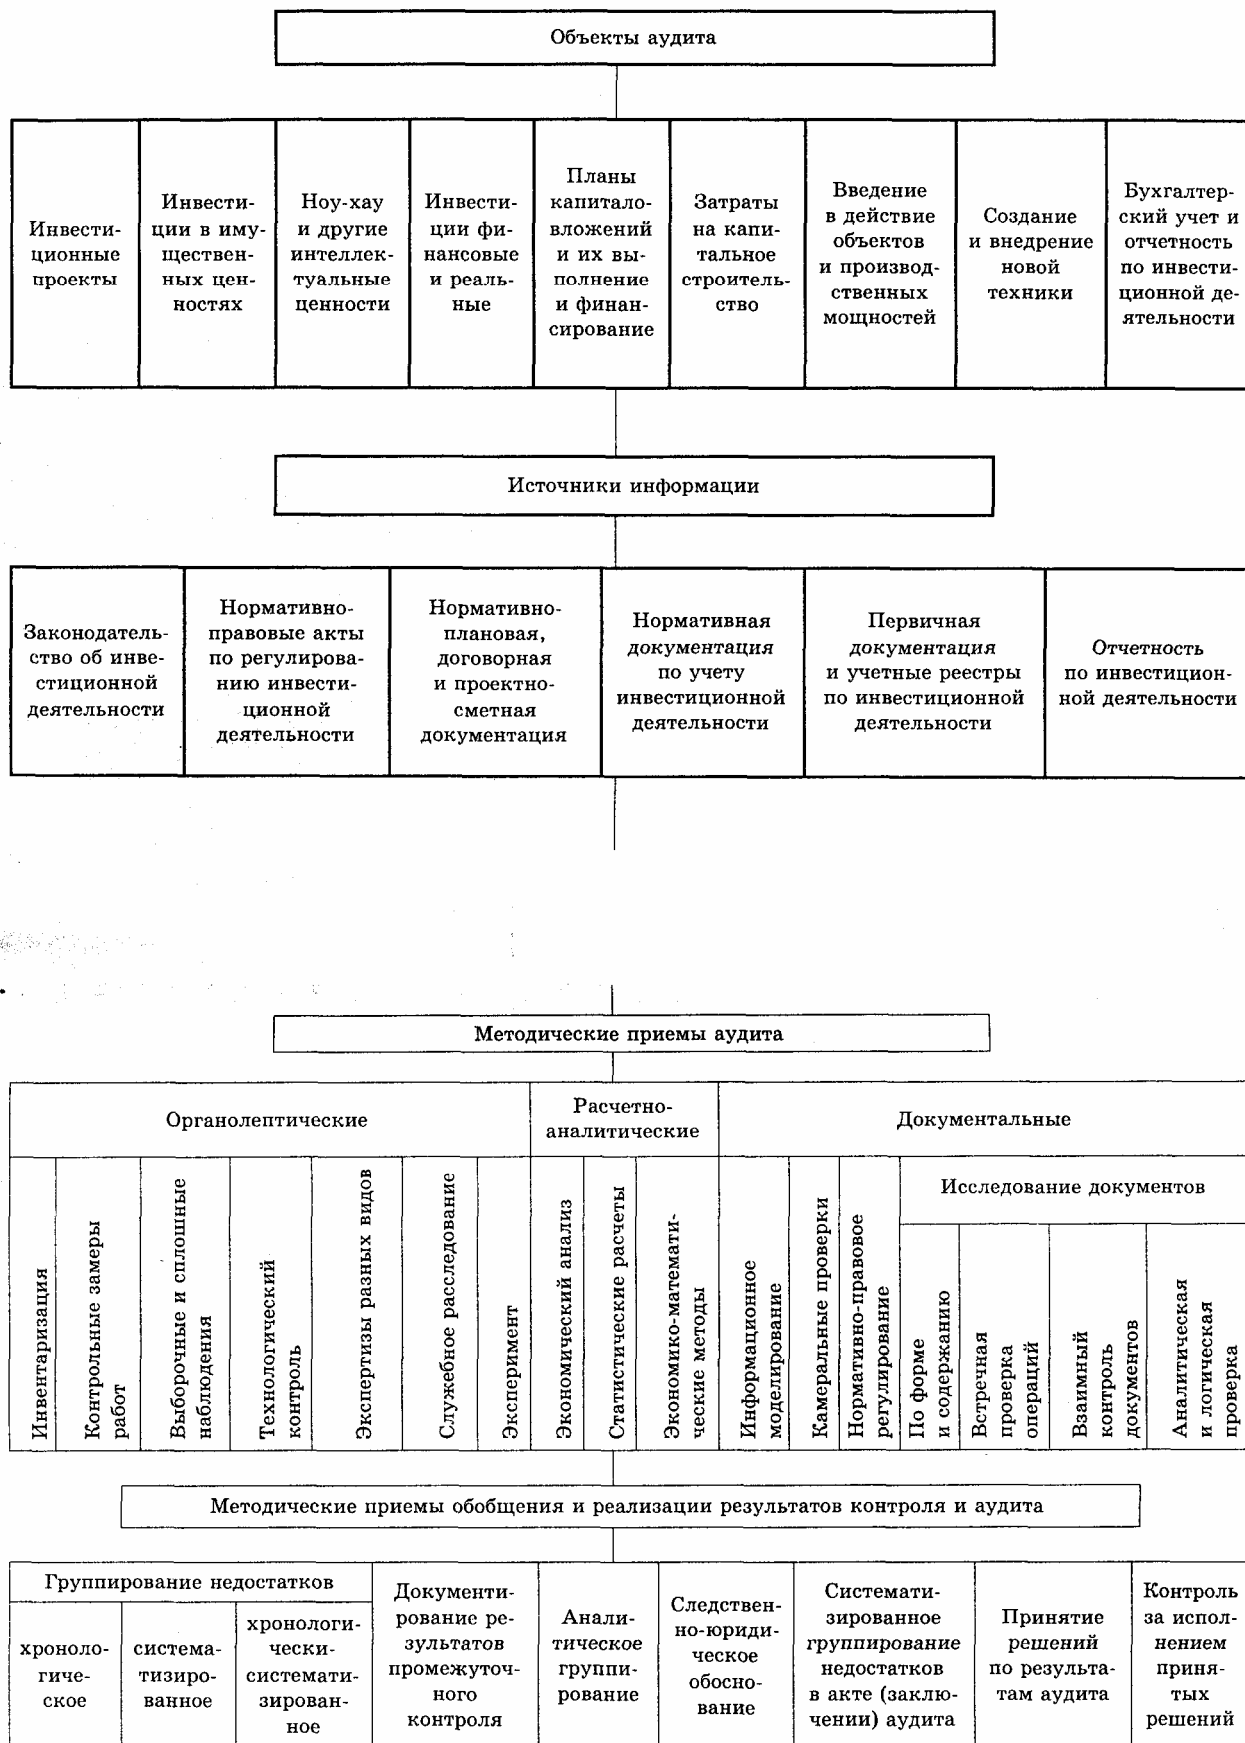 Объекты аудита
Инвести-
ционные
проекты
Инвести-
ции в иму-
ществен-
ных цен-
ностях
Ноу-хау
и другие
интеллек-
туальные
ценности
Инвести-
ции фи-
нансовые
и реаль-
ные
Планы
капитало-
вложений
и их вы-
полнение
и финан-
сирование
Затраты
на капи-
тальное
строитель-
ство
Введение
в действие
объектов
и производ-
ственных
мощностей
Создание
и внедрение
новой
техники
Бухгалтер-
ский учет и
отчетность
по инвести-
ционной де-
ятельности
Источники информации
Законодатель-
ство об инве-
стиционной
деятельности
Нормативно-
правовые акты
по регулирова-
нию инвести-
ционной
деятельности
Нормативно-
плановая,
договорная
и проектно-
сметная
документация
Нормативная
документация
по учету
инвестиционной
деятельности
Первичная
документация
и учетные реестры
по инвестиционной
деятельности
Отчетность
по инвестицион-
ной деятельности
Методические приемы аудита
Органолептические
Расчетно-
аналитические
Документальные
Инвентаризация
Контрольные замеры
работ
Выборочные и сплошные
наблюдения
Технологический
контроль
Экспертизы разных видов
Служебное расследование
Эксперимент
Экономический анализ
Статистические расчеты
Экономико-математи-
ческие методы
Информационное
моделирование
Камеральные проверки
Нормативно-правовое
регулирование
Исследование документов
По форме
и содержанию
Встречная
проверка
операций
Взаимный
контроль
документов
Аналитическая
и логическая
проверка
Методические приемы обобщения и реализации результатов контроля и аудита
Группирование недостатков
хроноло-
гиче-
ское
система-
тизиро-
ванное
хронологи-
чески-
системати-
зирован-
ное
Документи-
рование ре-
зультатов
промежуточ-
ного
контроля
Анали-
тическое
группи-
рование
Следствен-
но-юриди-
ческое
обосно-
вание
Системати-
зированное
группирование
недостатков
в акте (заклю-
чении) аудита
Принятие
решений
по результа-
там аудита
Контроль
за испол-
нением
приня-
тых
решений